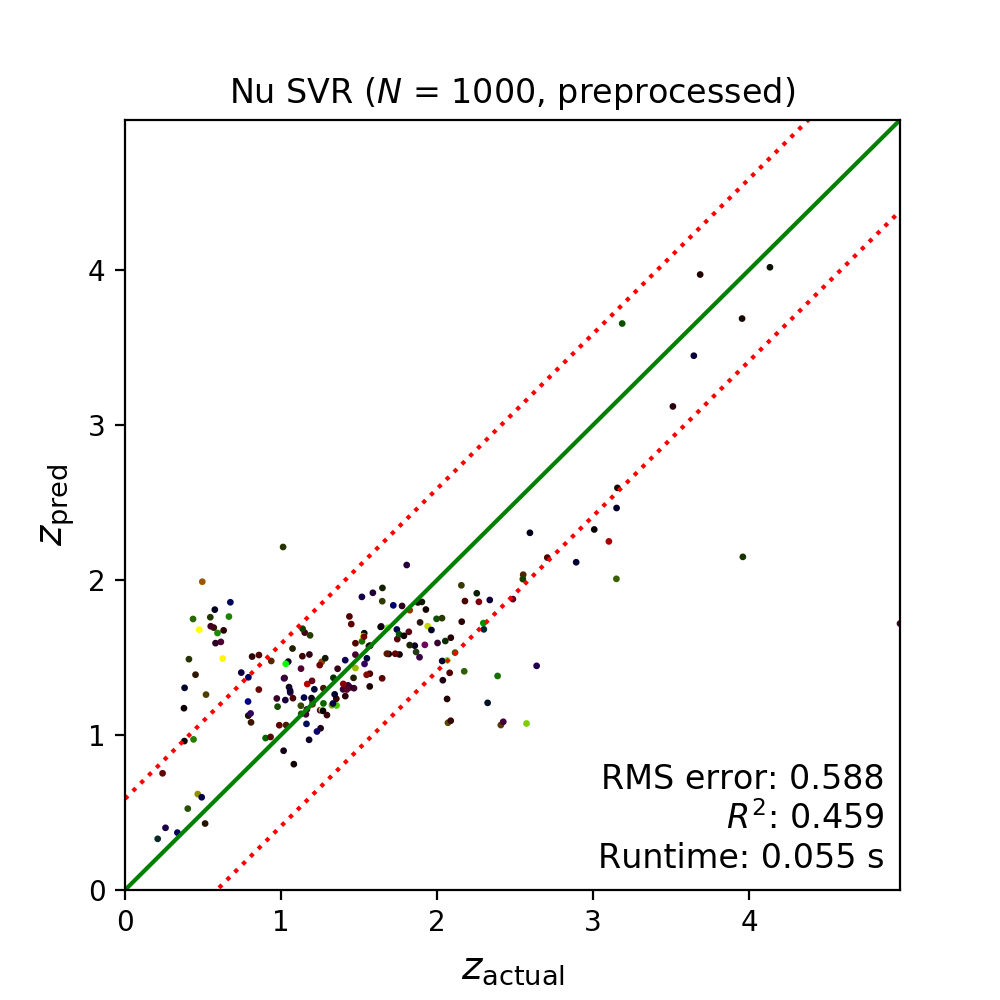 Nu SVR (N = 1000, preprocessed)
4
3
2
1
0
z_pred
RMS error: 0.588
R²: 0.459
Runtime: 0.055 s
0 1 2 3 4
z_actual